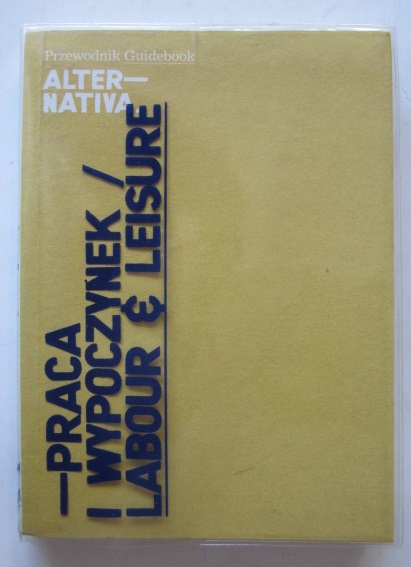 Przewodnik Guidebook
ALTER—
NATIVA
—PRACA
I WYPOCZYNEK /
LABOUR & LEISURE